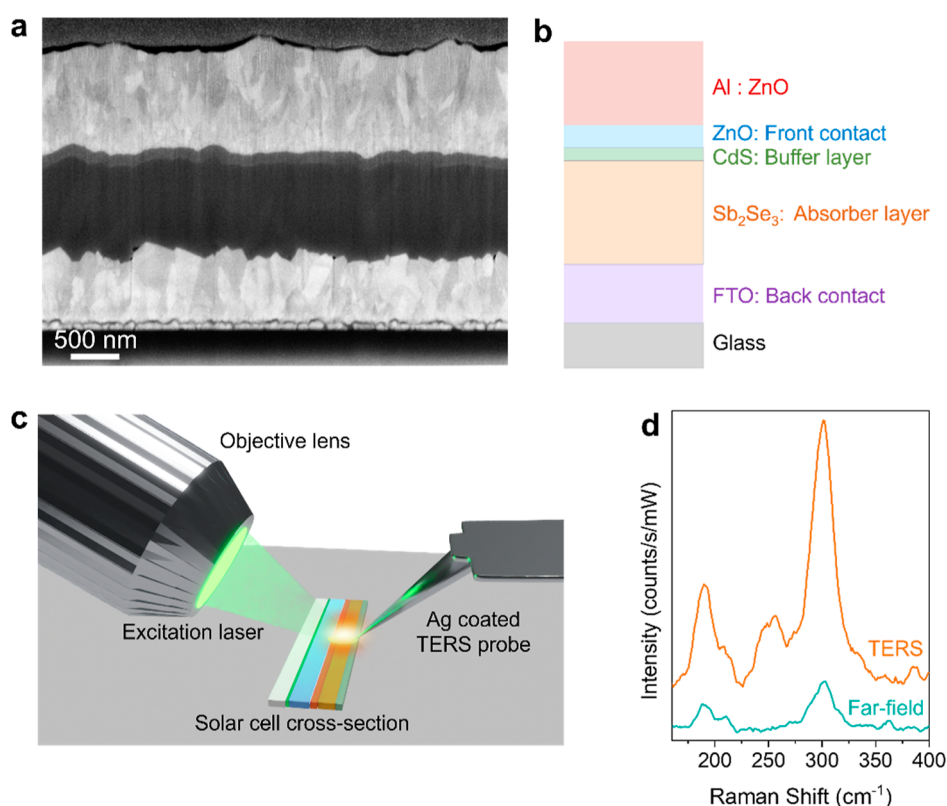 a
500 nm
b
Al : ZnO
ZnO: Front contact
CdS: Buffer layer
Sb₂Se₃: Absorber layer
FTO: Back contact
Glass
c
Objective lens
Excitation laser
Ag coated
TERS probe
Solar cell cross-section
d
Intensity (counts/s/mW)
TERS
Far-field
200 250 300 350 400
Raman Shift (cm⁻¹)